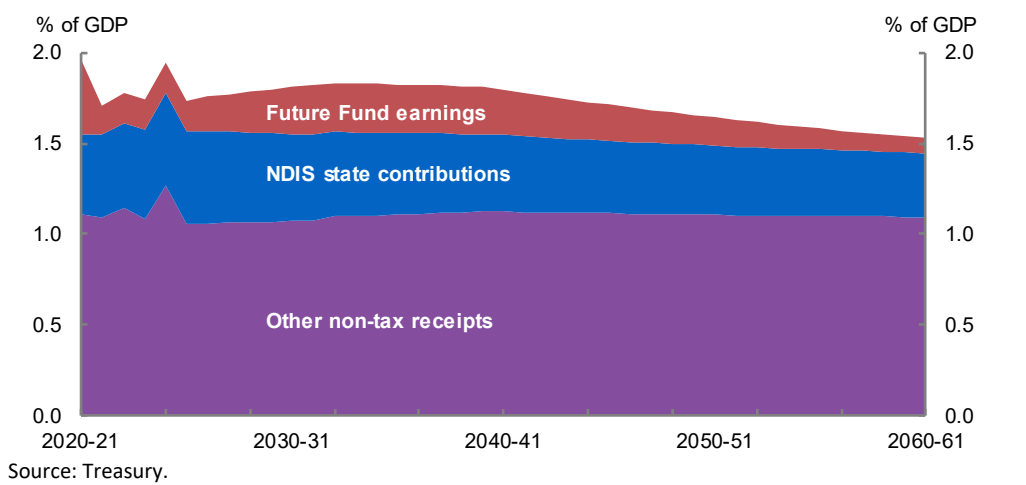 % of GDP % of GDP
2.0 2.0
Future Fund earnings
1.5 1.5
NDIS state contributions
1.0 1.0
Other non-tax receipts
0.5 0.5
0.0 0.0
2020-21 2030-31 2040-41 2050-51 2060-61
Source: Treasury.